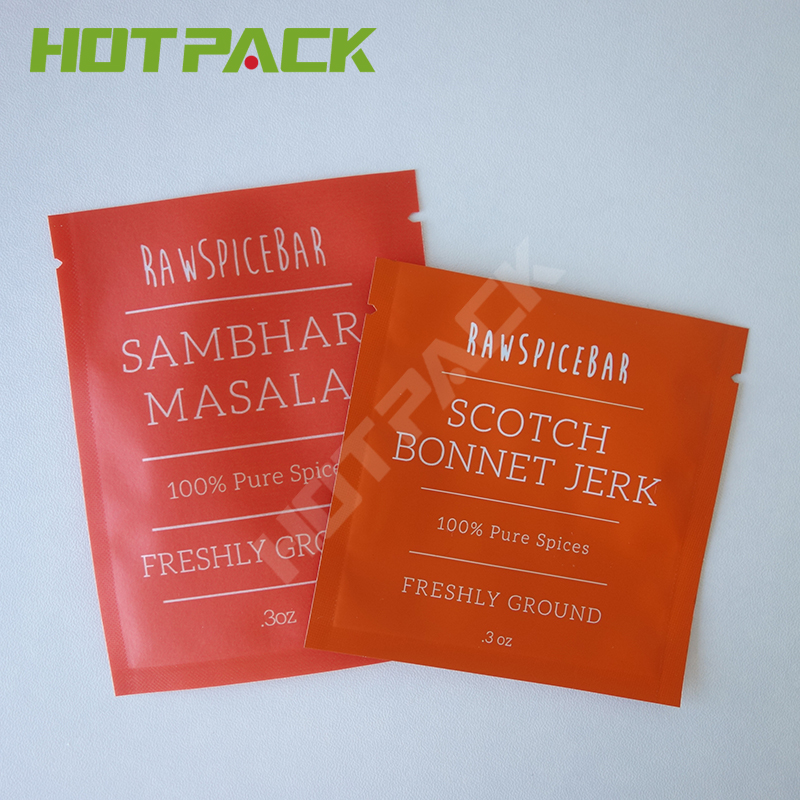 HOTPACK
RAWSPICEBAR
SAMBHAR
MASALA
100% Pure Spice
FRESHLY GRO
.3oz
RAWSPICEBAR
SCOTCH
BONNET JERK
100% Pure Spices
FRESHLY GROUND
.3 oz
HOTPACK